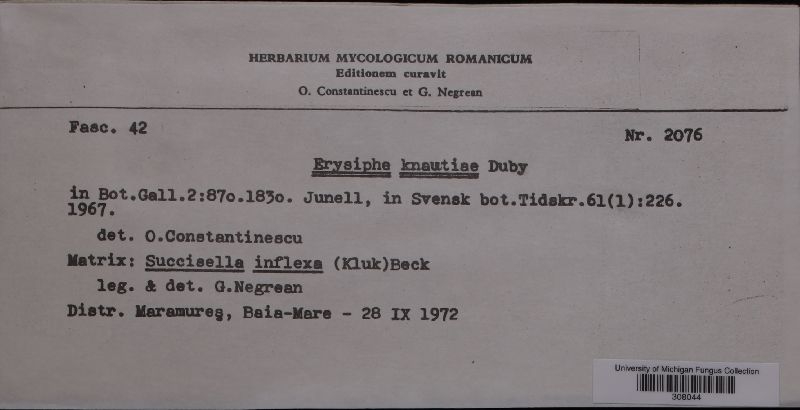 HERBARIUM MYCOLOGICUM ROMANICUM
Editionem curavit
O. Constantinescu et G. Negrean
Fasc. 42 Nr. 2076
Erysiphe knautiae Duby
in Bot.Gall.2:87o.183o. Junell, in Svensk bot.Tidskr.61(1):226.
1967.
det. O.Constantinescu
Matrix: Succisella inflexa (Kluk)Beck
leg. & det. G.Negrean
Distr. Maramureş, Baia-Mare - 28 IX 1972
University of Michigan Fungus Collection
308044